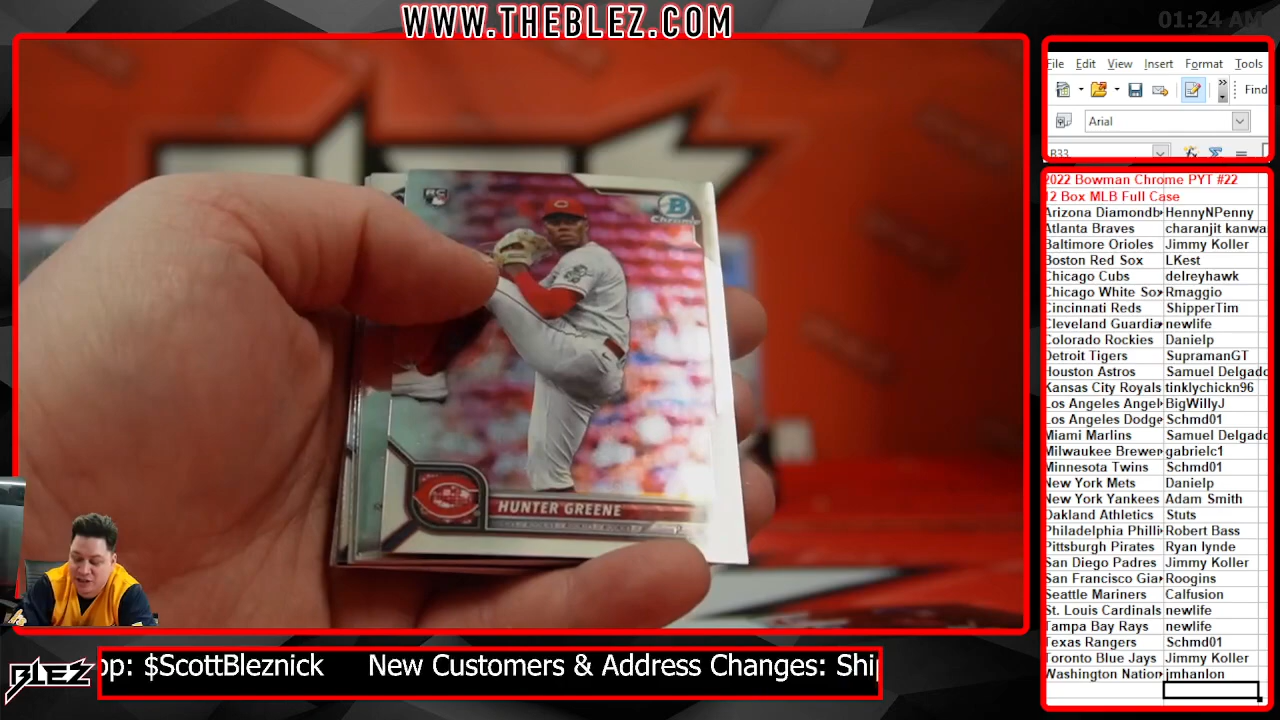 WWW.THEBLEZ.COM
01:24 AM
File Edit View Insert Format Tools
Find
Arial
B33
2022 Bowman Chrome PYT #22
12 Box MLB Full Case
Arizona Diamondb HennyNPenny
Atlanta Braves charanjit kanwa
Baltimore Orioles Jimmy Koller
Boston Red Sox LKest
Chicago Cubs delreyhawk
Chicago White Sox Rmaggio
Cincinnati Reds ShipperTim
Cleveland Guardia newlife
Colorado Rockies Danielp
Detroit Tigers SupramanGT
Houston Astros Samuel Delgado
Kansas City Royals tinklychickn96
Los Angeles Angel BigWillyJ
Los Angeles Dodge Schmd01
Miami Marlins Samuel Delgado
Milwaukee Brewer gabrielc1
Minnesota Twins Schmd01
New York Mets Danielp
New York Yankees Adam Smith
Oakland Athletics Stuts
Philadelphia Philli Robert Bass
Pittsburgh Pirates Ryan lynde
San Diego Padres Jimmy Koller
San Francisco Gia Roogins
Seattle Mariners Calfusion
St. Louis Cardinals newlife
Tampa Bay Rays newlife
Texas Rangers Schmd01
Toronto Blue Jays Jimmy Koller
Washington Nation jmhanlon
RC
B
Chrome
REDS
HUNTER GREENE
BLEZ
op: $ScottBleznick New Customers & Address Changes: Ship